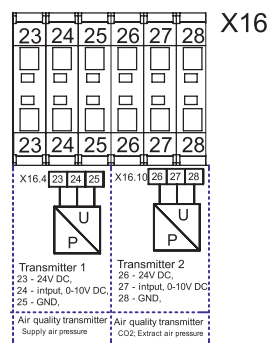 X16
23 24 25 26 27 28
23 24 25 26 27 28
X16.4 23 24 25
X16.10 26 27 28
U
P
U
P
Transmitter 1
23 - 24V DC,
24 - intput, 0-10V DC
25 - GND,
Transmitter 2
26 - 24V DC,
27 - intput, 0-10V DC
28 - GND,
Air quality transmitter
Supply air pressure
Air quality transmitter
CO2; Extract air pressure